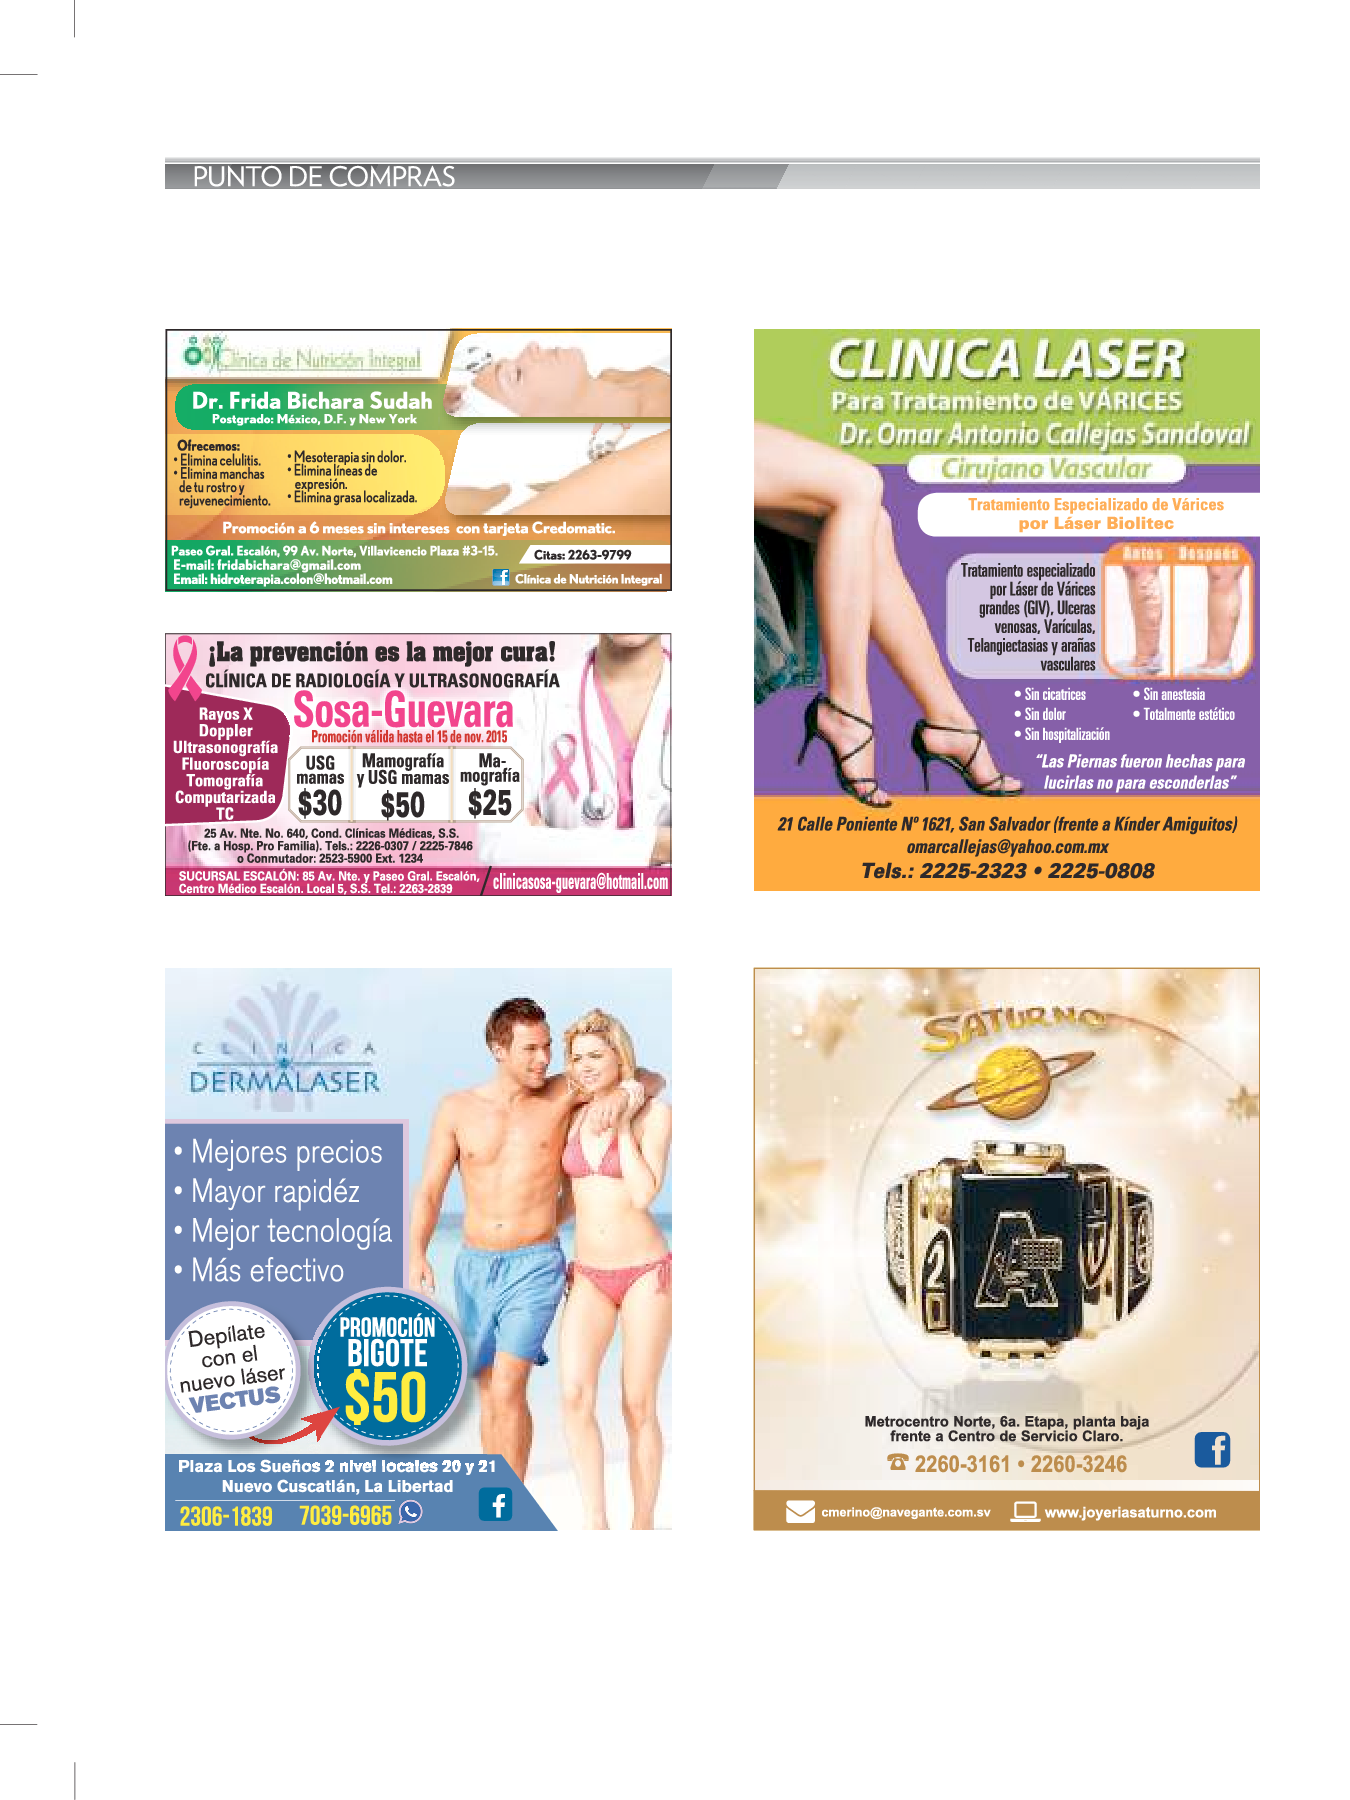 PUNTO DE COMPRAS
Clínica de Nutrición Integral
Dr. Frida Bichara Sudah
Postgrado: México, D.F. y New York
Ofrecemos:
• Elimina celulitis.
• Elimina manchas
de tu rostro y
rejuvenecimiento.
• Mesoterapia sin dolor.
• Elimina líneas de
expresión.
• Elimina grasa localizada.
Promoción a 6 meses sin intereses con tarjeta Credomatic.
Paseo Gral. Escalón, 99 Av. Norte, Villavicencio Plaza #3-15.
E-mail: fridabichara@gmail.com
Email: hidroterapia.colon@hotmail.com
Citas: 2263-9799
Clínica de Nutrición Integral
¡La prevención es la mejor cura!
CLÍNICA DE RADIOLOGÍA Y ULTRASONOGRAFÍA
Sosa-Guevara
Promoción válida hasta el 15 de nov. 2015
Rayos X
Doppler
Ultrasonografía
Fluoroscopía
Tomografía
Computarizada
TC
USG
mamas
$30
Mamografía
y USG mamas
$50
Ma-
mografía
$25
25 Av. Nte. No. 640, Cond. Clínicas Médicas, S.S.
(Fte. a Hosp. Pro Familia). Tels.: 2226-0307 / 2225-7846
o Conmutador: 2523-5900 Ext. 1234
SUCURSAL ESCALÓN: 85 Av. Nte. y Paseo Gral. Escalón,
Centro Médico Escalón. Local 5, S.S. Tel.: 2263-2839
clinicasosa-guevara@hotmail.com
CLINICA LASER
Para Tratamiento de VÁRICES
Dr. Omar Antonio Callejas Sandoval
Cirujano Vascular
Tratamiento Especializado de Várices
por Láser Biolitec
Antes Después
Tratamiento especializado
por Láser de Várices
grandes (GIV), Ulceras
venosas, Varículas,
Telangiectasias y arañas
vasculares
• Sin cicatrices
• Sin dolor
• Sin hospitalización
• Sin anestesia
• Totalmente estético
“Las Piernas fueron hechas para
lucirlas no para esconderlas”
21 Calle Poniente Nº 1621, San Salvador (frente a Kínder Amiguitos)
omarcallejas@yahoo.com.mx
Tels.: 2225-2323 • 2225-0808
CLINICA
DERMALASER
• Mejores precios
• Mayor rapidéz
• Mejor tecnología
• Más efectivo
Depílate
con el
nuevo láser
VECTUS
PROMOCIÓN
BIGOTE
$50
Plaza Los Sueños 2 nivel locales 20 y 21
Nuevo Cuscatlán, La Libertad
2306-1839 7039-6965
SATURNO
A
2
Metrocentro Norte, 6a. Etapa, planta baja
frente a Centro de Servicio Claro.
2260-3161 • 2260-3246
cmerino@navegante.com.sv www.joyeriasaturno.com